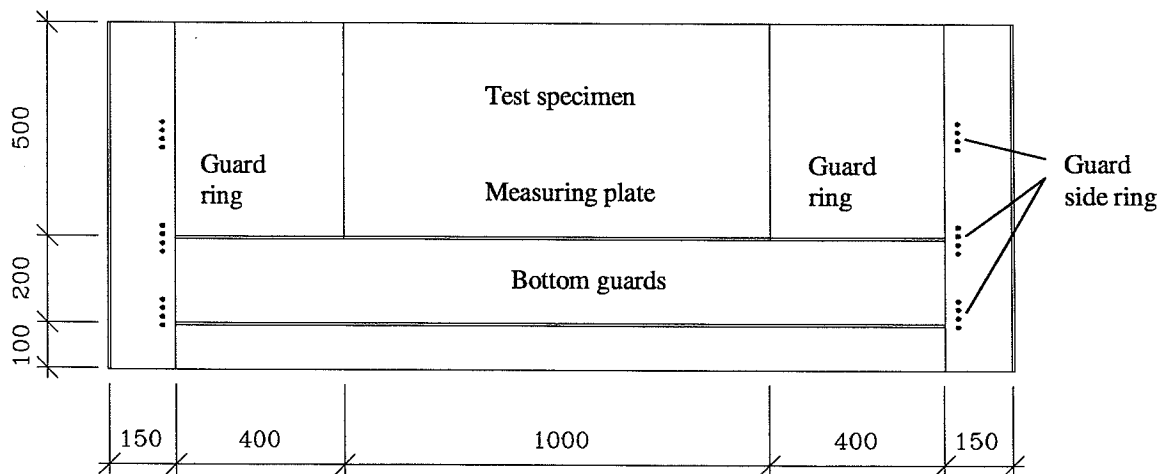 500
200
100
Test specimen
Guard
ring
Measuring plate
Guard
ring
Guard
side ring
Bottom guards
150
400
1000
400
150